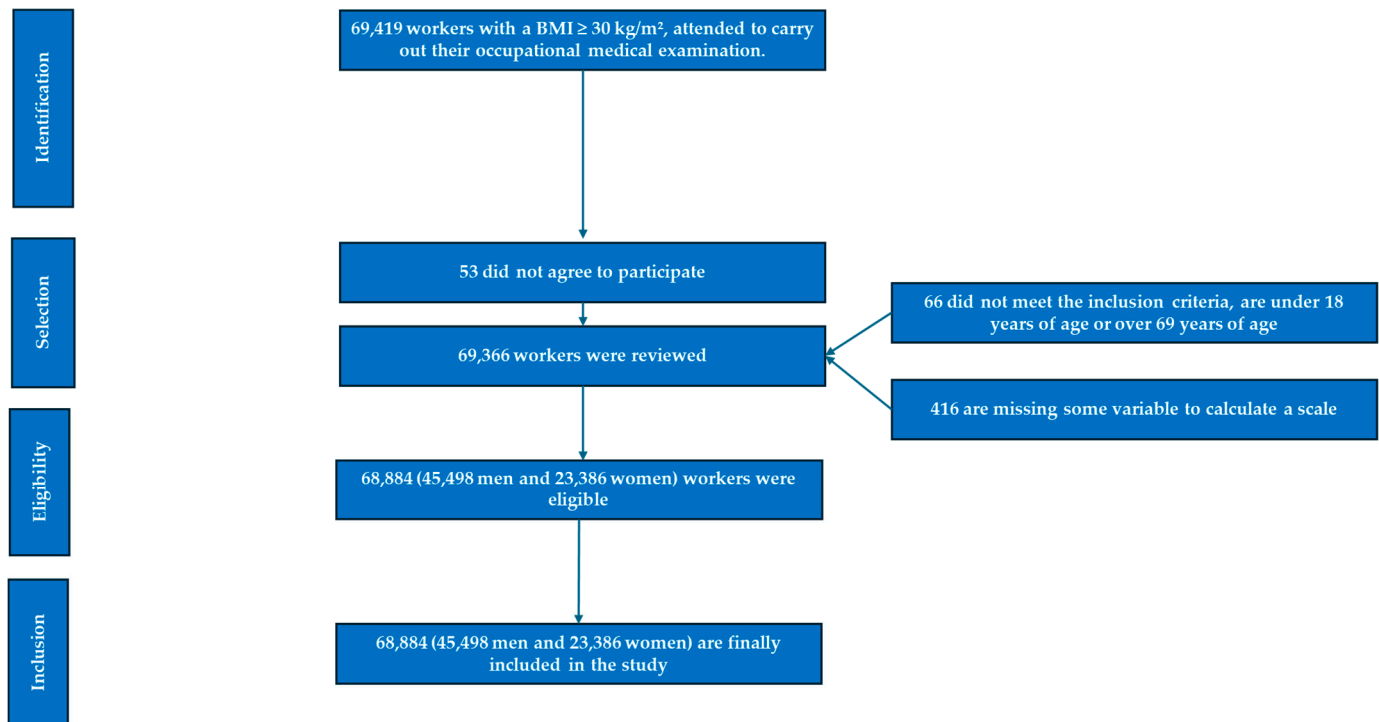 Identification
69,419 workers with a BMI ≥ 30 kg/m², attended to carry
out their occupational medical examination.
Selection
53 did not agree to participate
66 did not meet the inclusion criteria, are under 18
years of age or over 69 years of age
69,366 workers were reviewed
416 are missing some variable to calculate a scale
Eligibility
68,884 (45,498 men and 23,386 women) workers were
eligible
Inclusion
68,884 (45,498 men and 23,386 women) are finally
included in the study